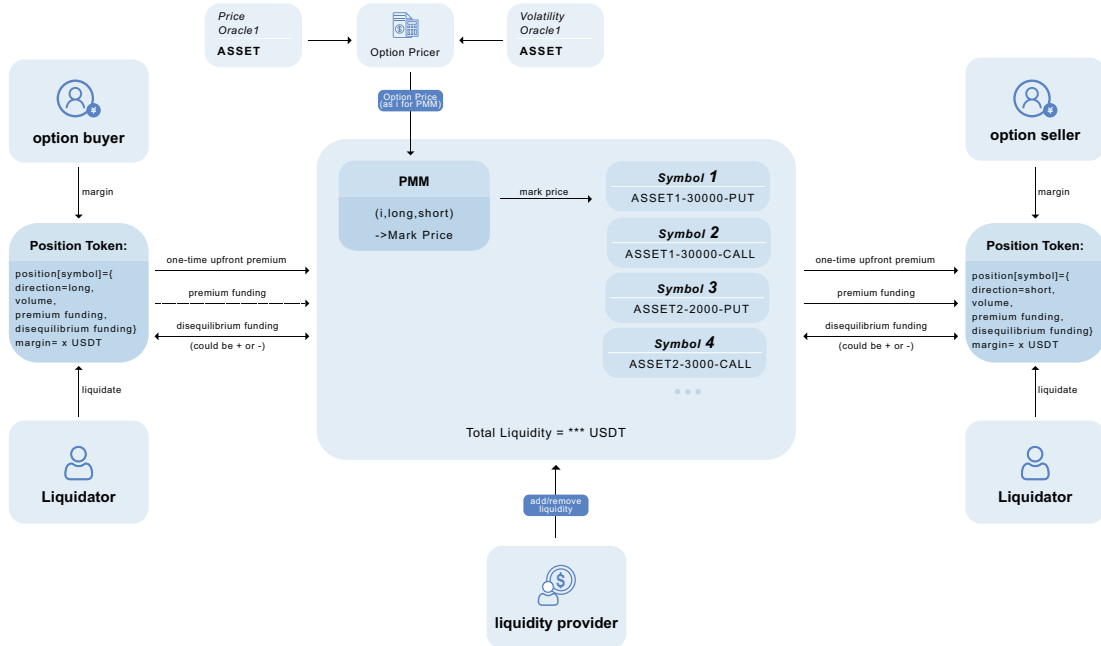 Price
Oracle1
ASSET
Option Pricer
Volatility
Oracle1
ASSET
Option Price
(as i for PMM)
option buyer
margin
Position Token:
position[symbol]={
direction=long,
volume,
premium funding,
disequilibrium funding}
margin= x USDT
liquidate
Liquidator
one-time upfront premium
premium funding
disequilibrium funding
(could be + or -)
PMM
(i,long,short)
->Mark Price
mark price
Symbol 1
ASSET1-30000-PUT
Symbol 2
ASSET1-30000-CALL
Symbol 3
ASSET2-2000-PUT
Symbol 4
ASSET2-3000-CALL
Total Liquidity = *** USDT
add/remove
liquidity
liquidity provider
one-time upfront premium
premium funding
disequilibrium funding
(could be + or -)
option seller
margin
Position Token:
position[symbol]={
direction=short,
volume,
premium funding,
disequilibrium funding}
margin= x USDT
liquidate
Liquidator